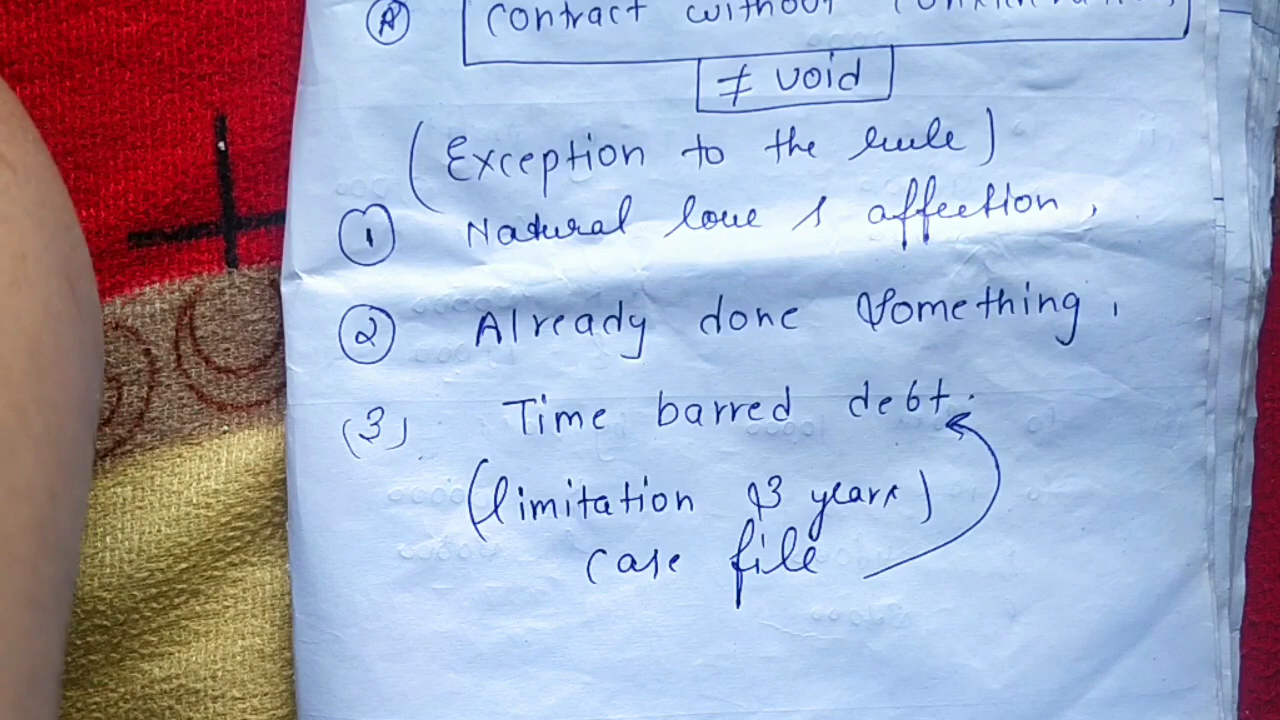 (A) contract without
≠ void
(Exception to the rule)
(1) Natural love & affection,
(2) Already done something,
(3) Time barred debt.
(limitation 3 years)
case file